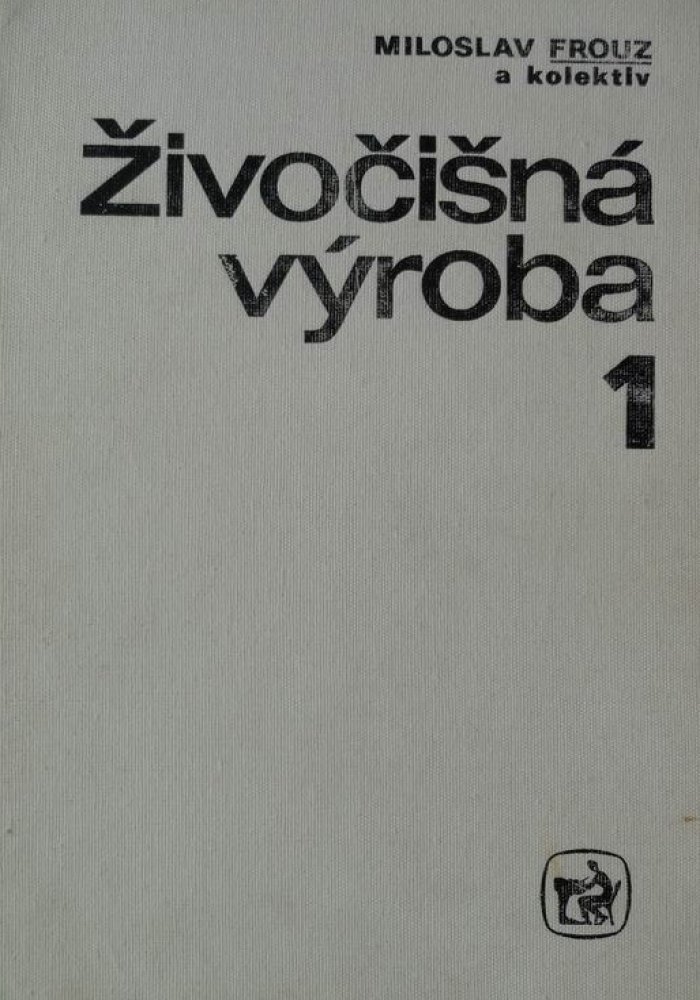 MILOSLAV FROUZ
a kolektiv
Živočišná
výroba
1